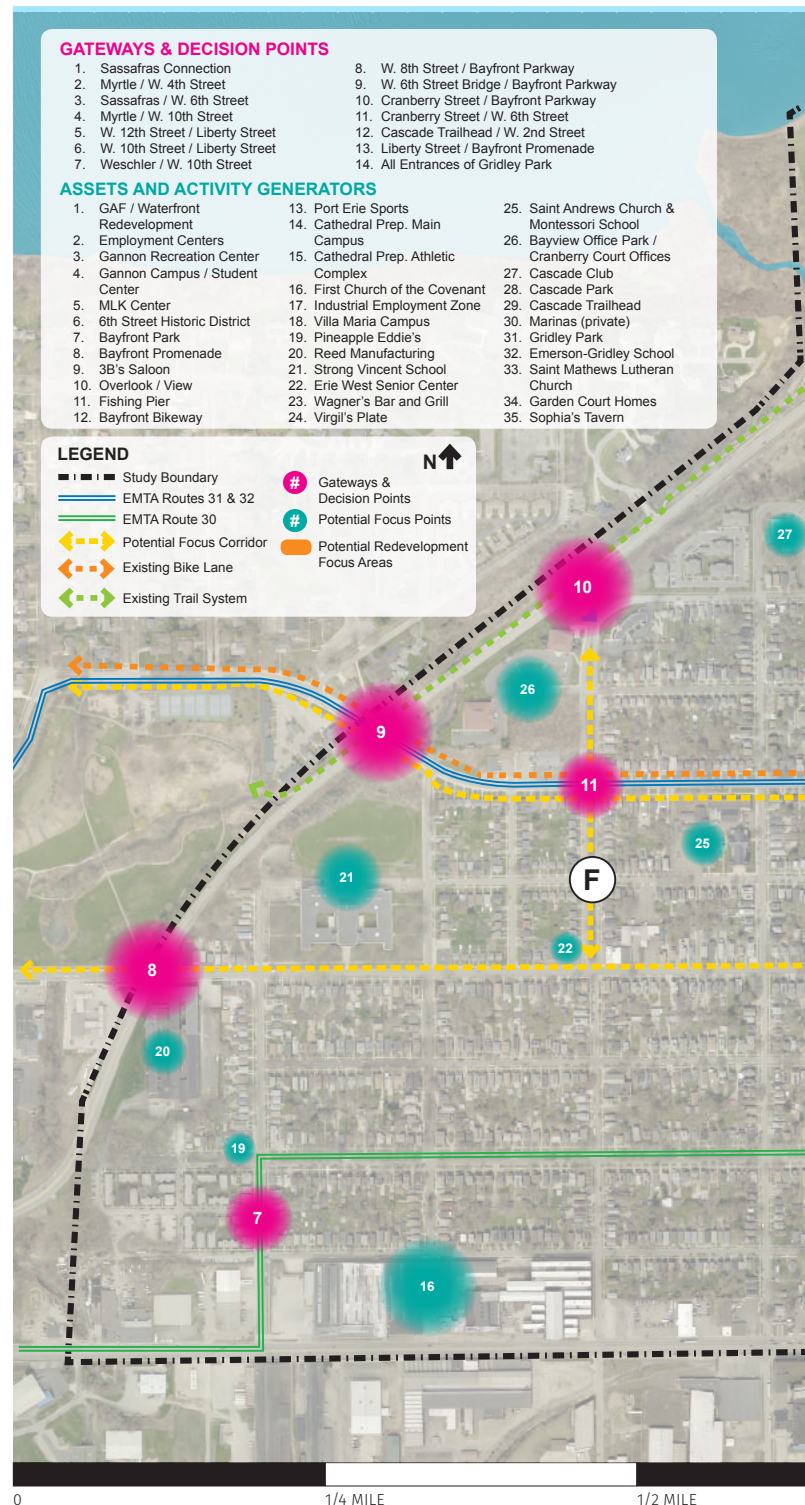 GATEWAYS & DECISION POINTS
1. Sassafras Connection
2. Myrtle / W. 4th Street
3. Sassafras / W. 6th Street
4. Myrtle / W. 10th Street
5. W. 12th Street / Liberty Street
6. W. 10th Street / Liberty Street
7. Weschler / W. 10th Street
8. W. 8th Street / Bayfront Parkway
9. W. 6th Street Bridge / Bayfront Parkway
10. Cranberry Street / Bayfront Parkway
11. Cranberry Street / W. 6th Street
12. Cascade Trailhead / W. 2nd Street
13. Liberty Street / Bayfront Promenade
14. All Entrances of Gridley Park
ASSETS AND ACTIVITY GENERATORS
1. GAF / Waterfront
Redevelopment
2. Employment Centers
3. Gannon Recreation Center
4. Gannon Campus / Student
Center
5. MLK Center
6. 6th Street Historic District
7. Bayfront Park
8. Bayfront Promenade
9. 3B's Saloon
10. Overlook / View
11. Fishing Pier
12. Bayfront Bikeway
13. Port Erie Sports
14. Cathedral Prep. Main
Campus
15. Cathedral Prep. Athletic
Complex
16. First Church of the Covenant
17. Industrial Employment Zone
18. Villa Maria Campus
19. Pineapple Eddie's
20. Reed Manufacturing
21. Strong Vincent School
22. Erie West Senior Center
23. Wagner's Bar and Grill
24. Virgil's Plate
25. Saint Andrews Church &
Montessori School
26. Bayview Office Park /
Cranberry Court Offices
27. Cascade Club
28. Cascade Park
29. Cascade Trailhead
30. Marinas (private)
31. Gridley Park
32. Emerson-Gridley School
33. Saint Mathews Lutheran
Church
34. Garden Court Homes
35. Sophia's Tavern
LEGEND
N
Study Boundary
EMTA Routes 31 & 32
EMTA Route 30
Potential Focus Corridor
Existing Bike Lane
Existing Trail System
# Gateways &
Decision Points
# Potential Focus Points
Potential Redevelopment
Focus Areas
27
10
26
9
11
25
21
F
22
8
20
19
7
16
0
1/4 MILE
1/2 MILE